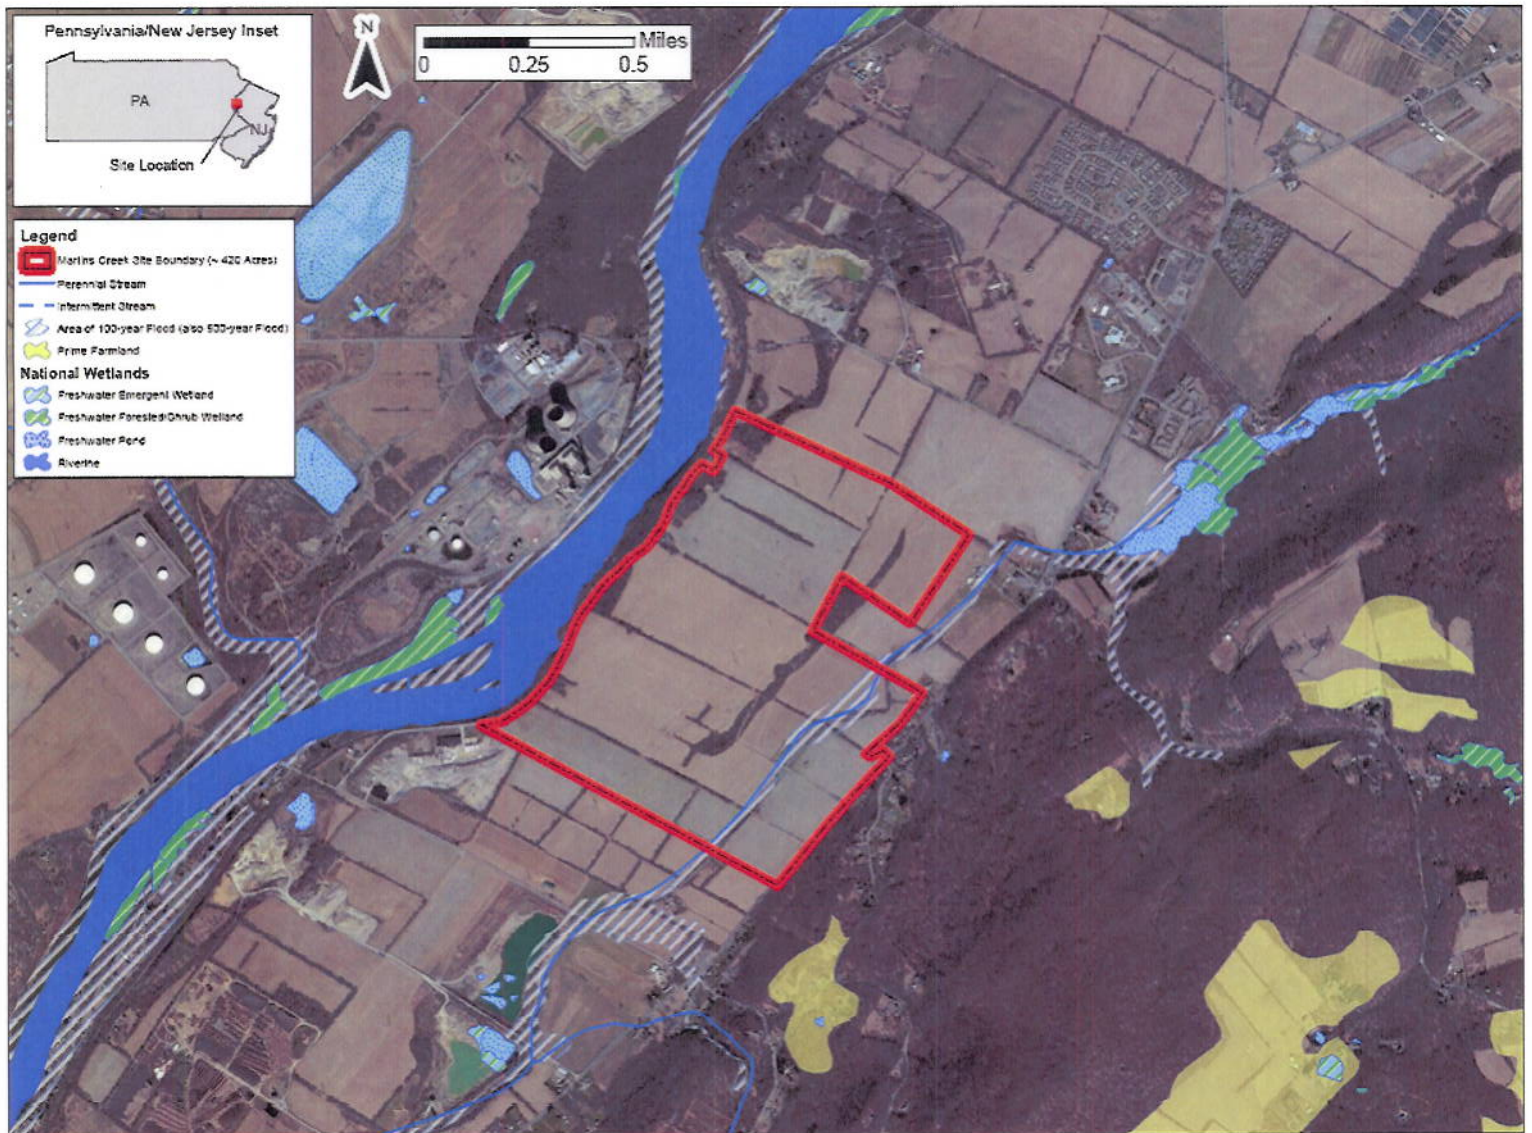 Pennsylvania/New Jersey Inset
PA
NJ
Site Location
N
Miles
0 0.25 0.5
Legend
Martins Creek Site Boundary (~ 420 Acres)
Perennial Stream
Intermittent Stream
Area of 100-year Flood (also 500-year Flood)
Prime Farmland
National Wetlands
Freshwater Emergent Wetland
Freshwater Forested/Shrub Wetland
Freshwater Pond
Riverine